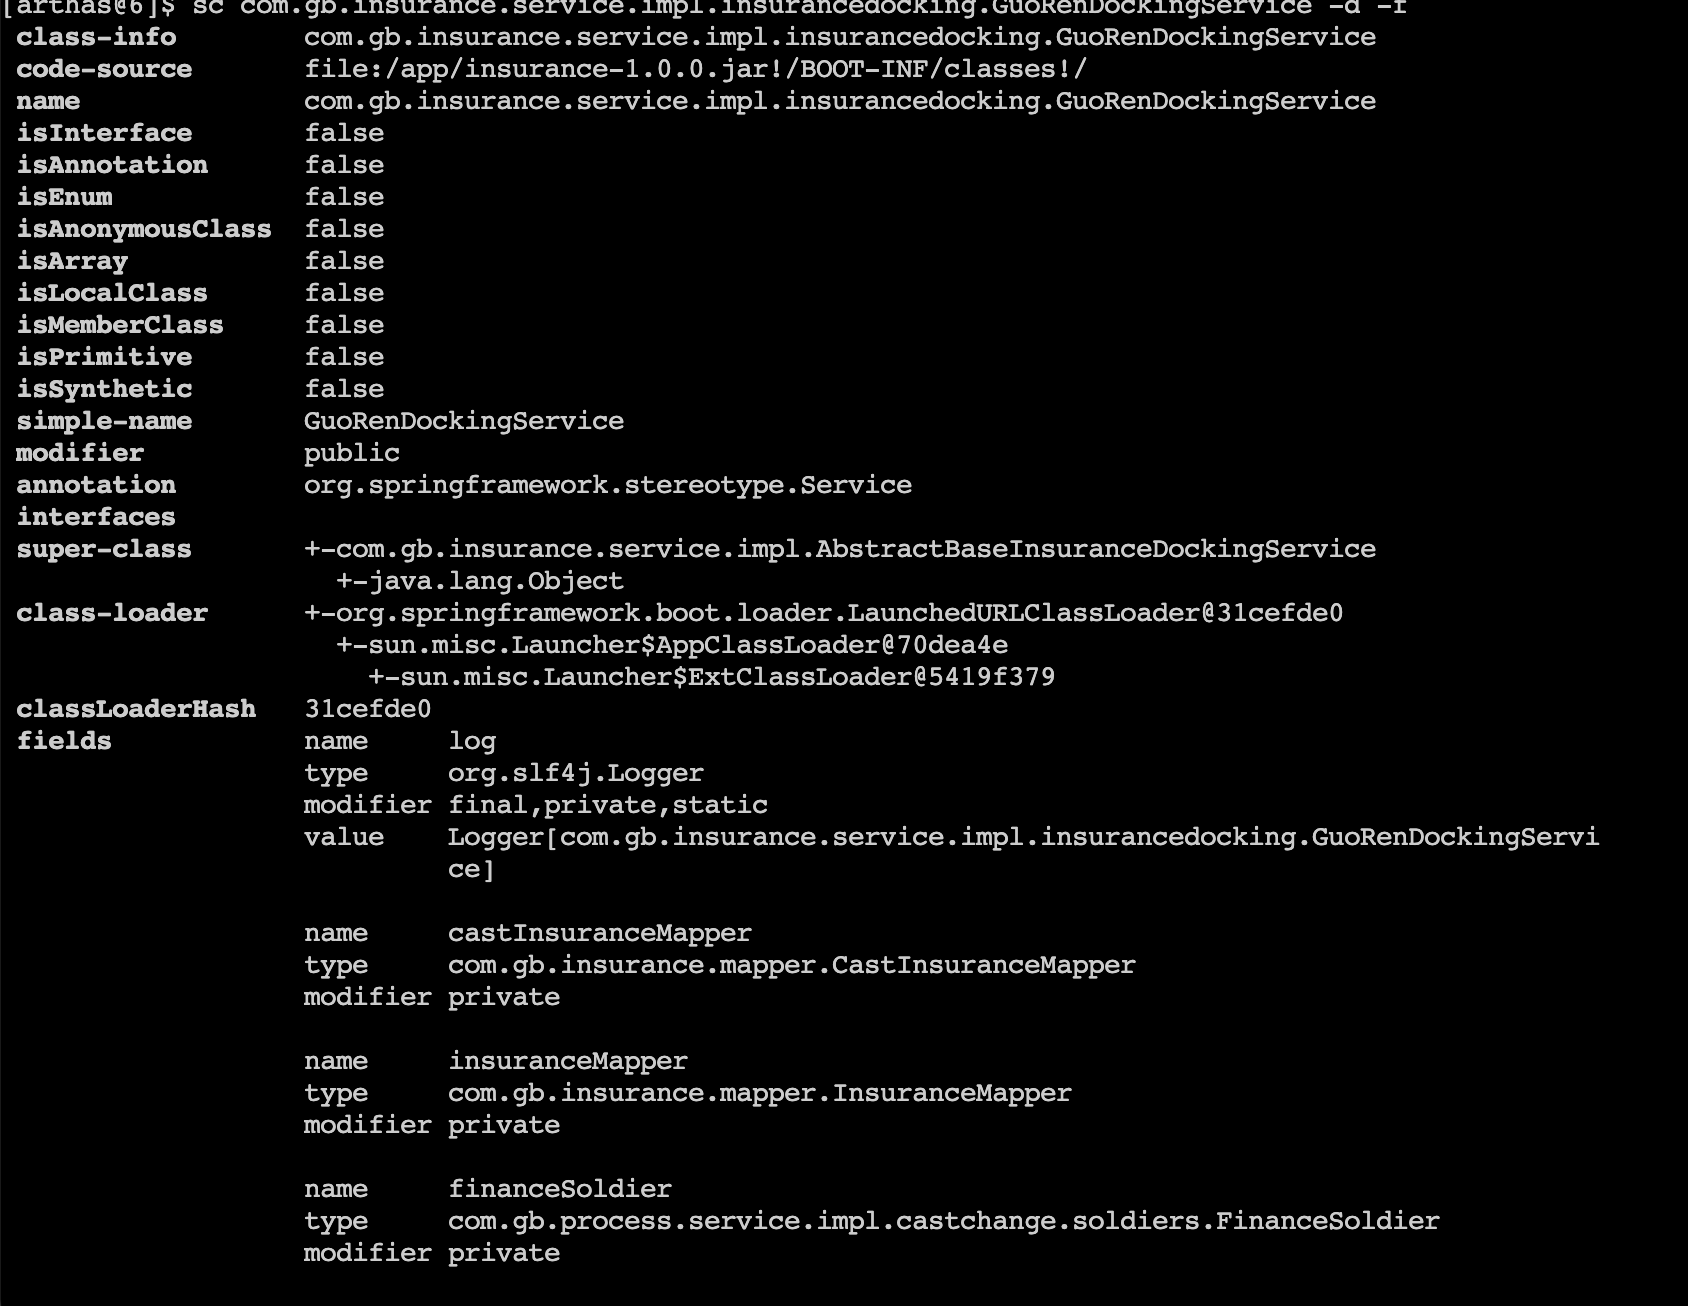 [arthas@6]$ sc com.gb.insurance.service.impl.insurancedocking.GuoRenDockingService -d -f
class-info com.gb.insurance.service.impl.insurancedocking.GuoRenDockingService
code-source file:/app/insurance-1.0.0.jar!/BOOT-INF/classes!/
name com.gb.insurance.service.impl.insurancedocking.GuoRenDockingService
isInterface false
isAnnotation false
isEnum false
isAnonymousClass false
isArray false
isLocalClass false
isMemberClass false
isPrimitive false
isSynthetic false
simple-name GuoRenDockingService
modifier public
annotation org.springframework.stereotype.Service
interfaces
super-class +-com.gb.insurance.service.impl.AbstractBaseInsuranceDockingService
+-java.lang.Object
class-loader +-org.springframework.boot.loader.LaunchedURLClassLoader@31cefde0
+-sun.misc.Launcher$AppClassLoader@70dea4e
+-sun.misc.Launcher$ExtClassLoader@5419f379
classLoaderHash 31cefde0
fields name log
type org.slf4j.Logger
modifier final,private,static
value Logger[com.gb.insurance.service.impl.insurancedocking.GuoRenDockingServi
ce]
name castInsuranceMapper
type com.gb.insurance.mapper.CastInsuranceMapper
modifier private
name insuranceMapper
type com.gb.insurance.mapper.InsuranceMapper
modifier private
name financeSoldier
type com.gb.process.service.impl.castchange.soldiers.FinanceSoldier
modifier private